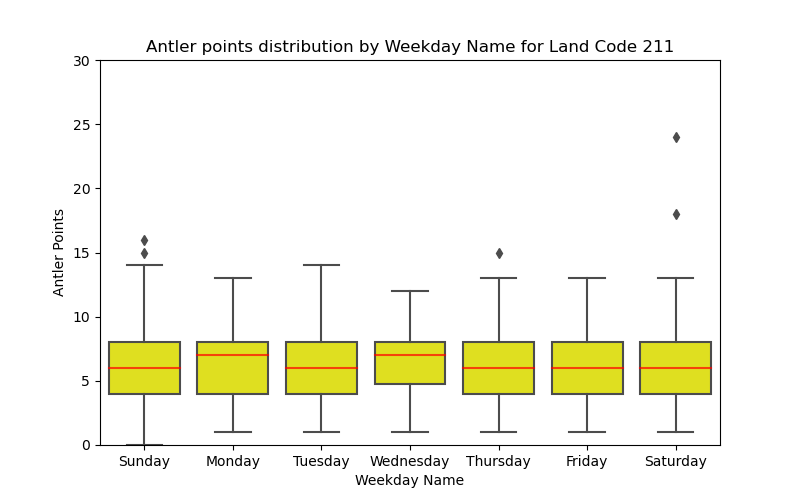 Antler points distribution by Weekday Name for Land Code 211
30
25
20
15
10
5
0
Antler Points
Sunday Monday Tuesday Wednesday Thursday Friday Saturday
Weekday Name